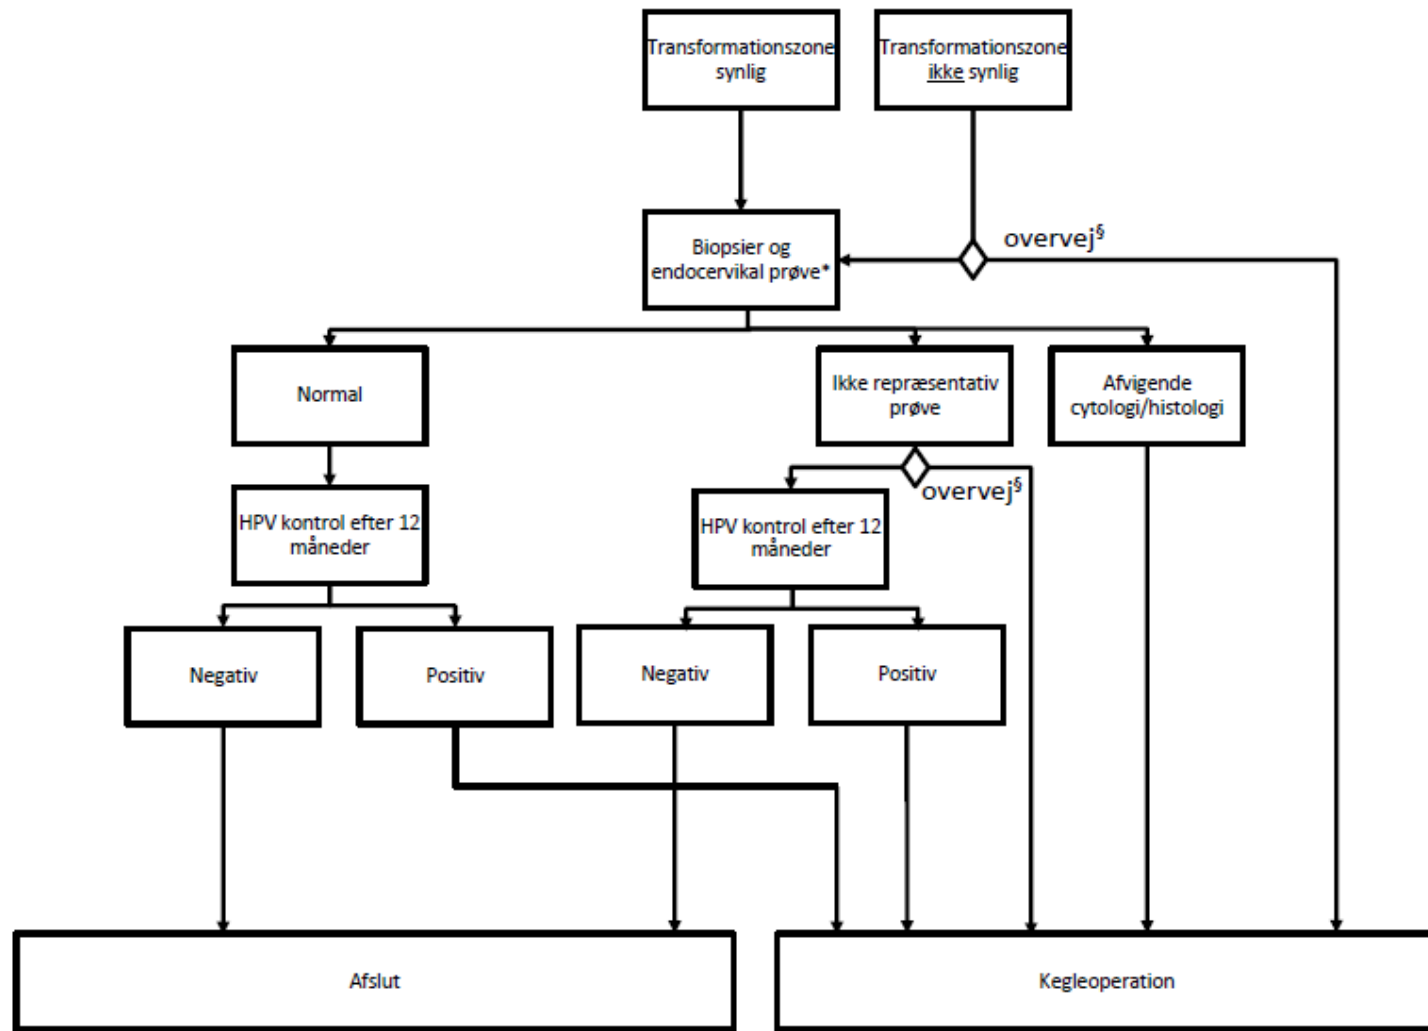 Transformationszone
synlig
Transformationszone
ikke synlig
overvej§
Biopsier og
endocervikal prøve*
Normal
Ikke repræsentativ
prøve
Afvigende
cytologi/histologi
overvej§
HPV kontrol efter 12
måneder
HPV kontrol efter 12
måneder
Negativ
Positiv
Negativ
Positiv
Afslut
Kegleoperation